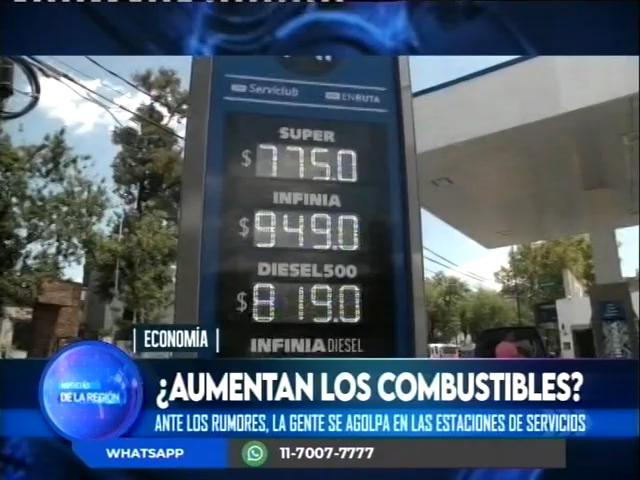 Serviclub
ENRUTA
SUPER
$ 775.0
INFINIA
$ 949.0
DIESEL500
$ 819.0
INFINIA DIESEL
| ECONOMÍA |
NOTICIAS
DE LA REGIÓN
¿AUMENTAN LOS COMBUSTIBLES?
ANTE LOS RUMORES, LA GENTE SE AGOLPA EN LAS ESTACIONES DE SERVICIOS
WHATSAPP
11-7007-7777